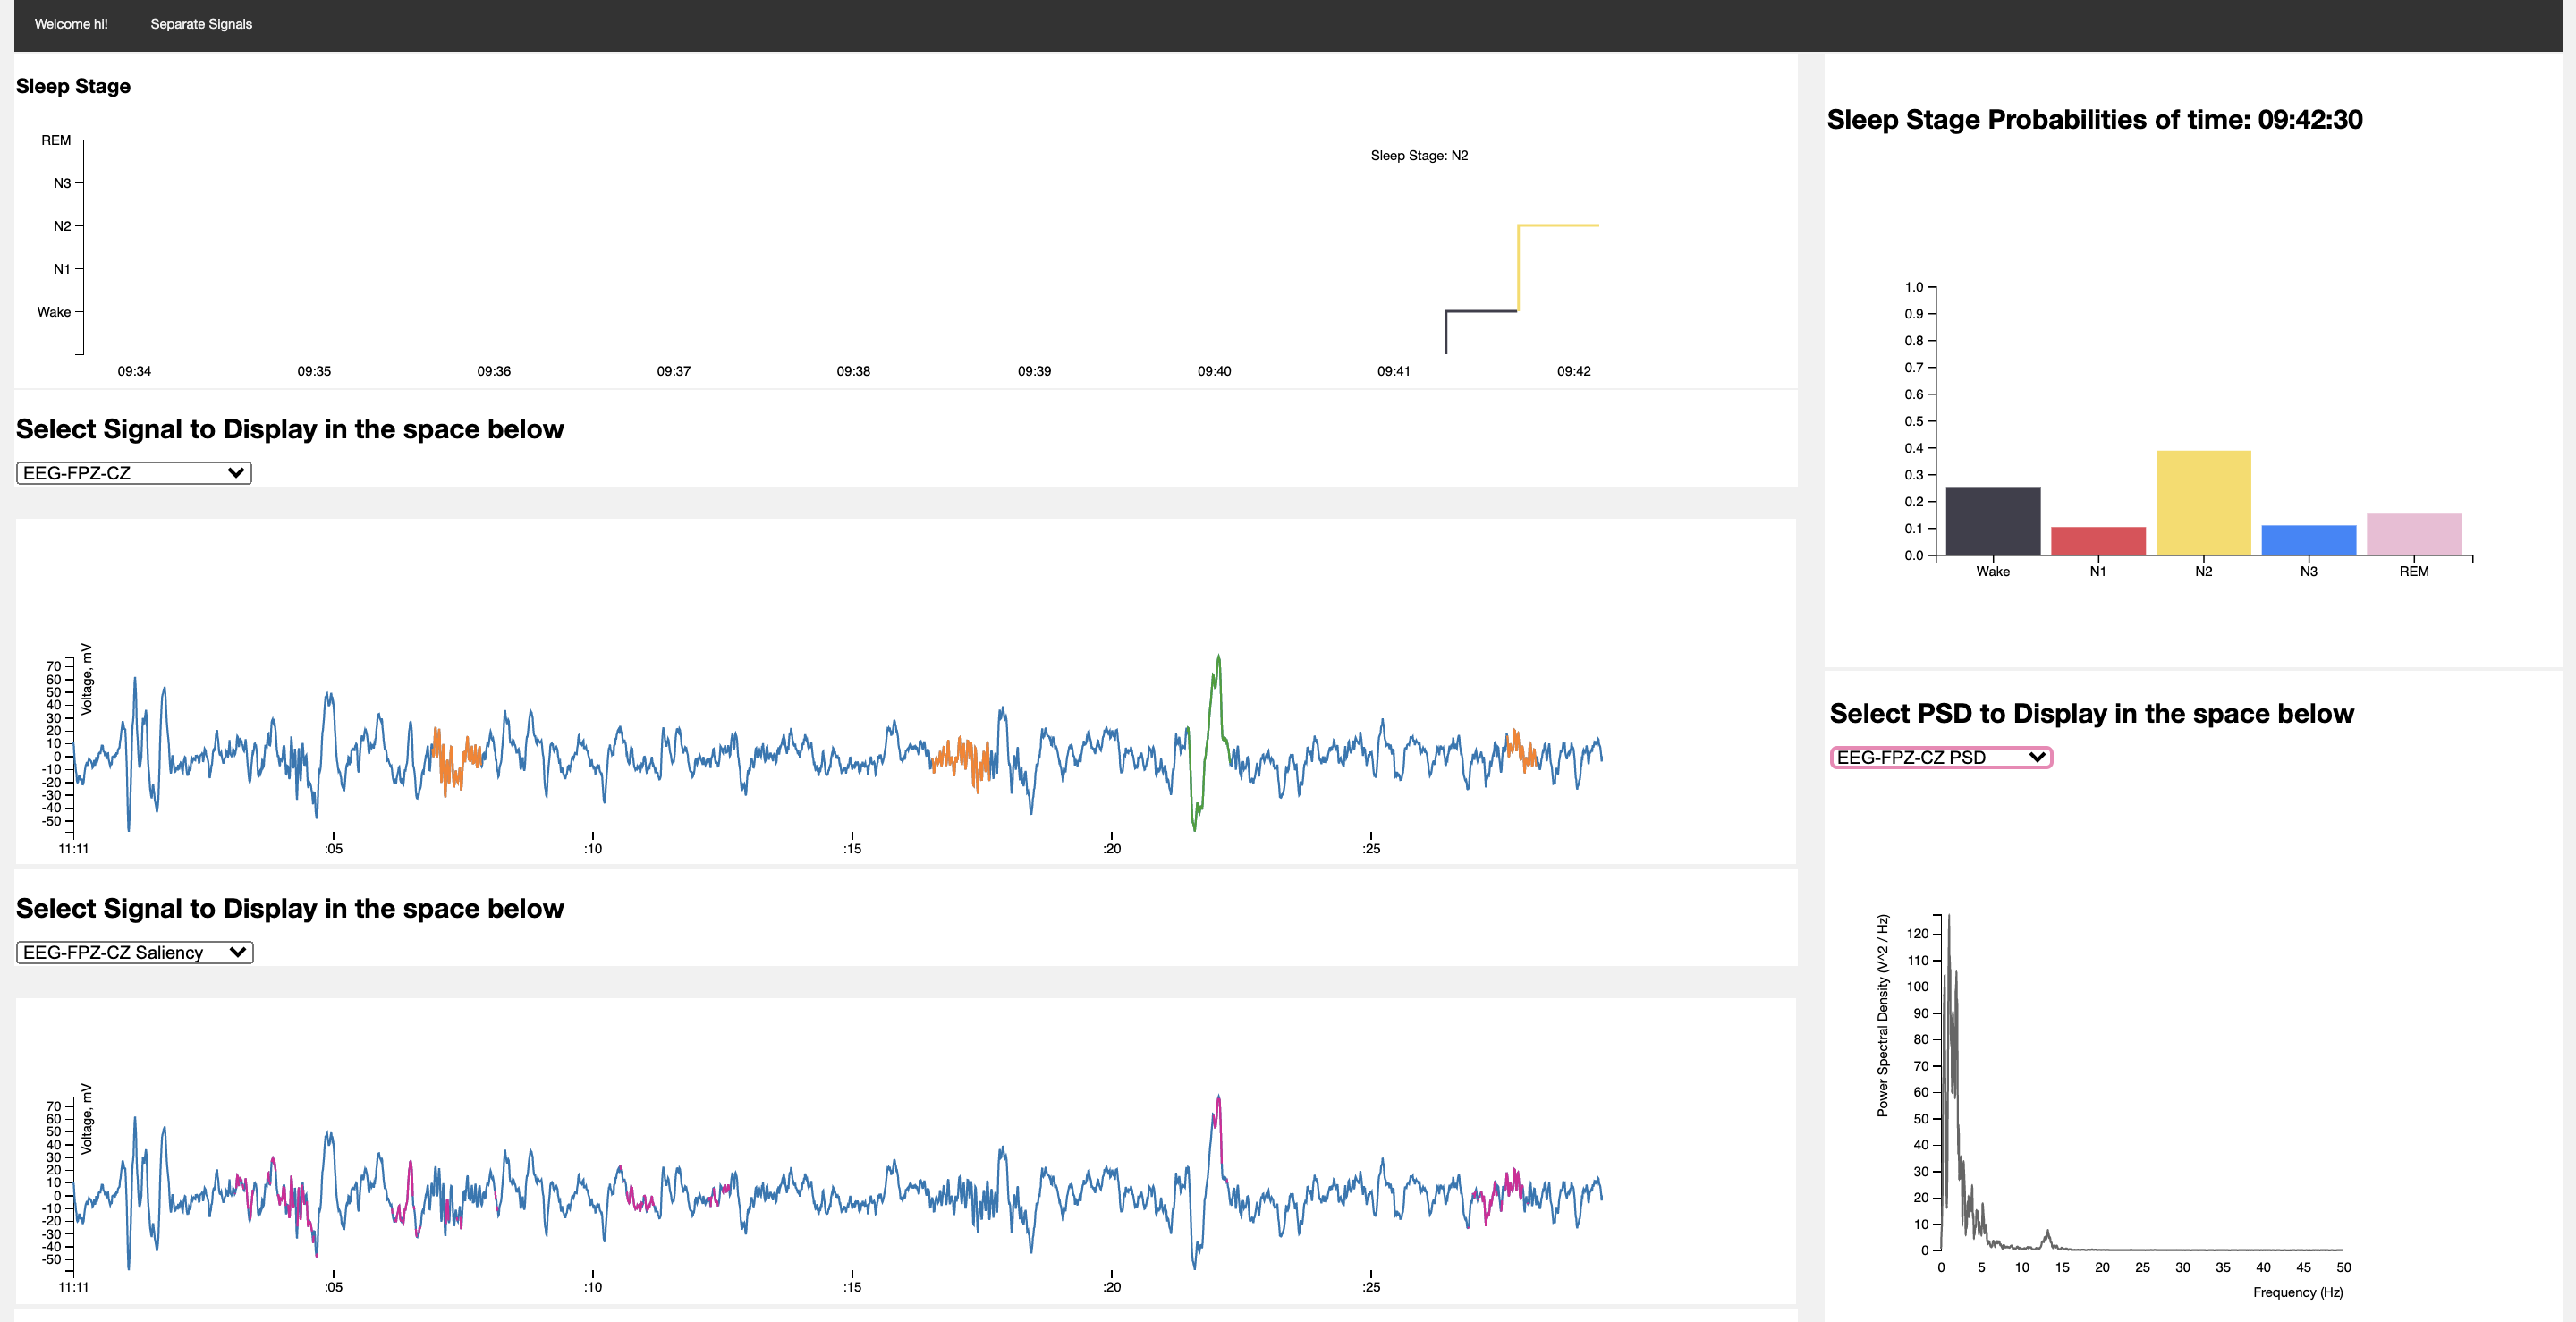 Welcome hi! Separate Signals
Sleep Stage
REM
N3
N2
N1
Wake
Sleep Stage: N2
09:34 09:35 09:36 09:37 09:38 09:39 09:40 09:41 09:42
Select Signal to Display in the space below
EEG-FPZ-CZ
Voltage, mV
70
60
50
40
30
20
10
0
-10
-20
-30
-40
-50
11:11 :05 :10 :15 :20 :25
Select Signal to Display in the space below
EEG-FPZ-CZ Saliency
Voltage, mV
70
60
50
40
30
20
10
0
-10
-20
-30
-40
-50
11:11 :05 :10 :15 :20 :25
Sleep Stage Probabilities of time: 09:42:30
1.0
0.9
0.8
0.7
0.6
0.5
0.4
0.3
0.2
0.1
0.0
Wake N1 N2 N3 REM
Select PSD to Display in the space below
EEG-FPZ-CZ PSD
Power Spectral Density (V^2 / Hz)
120
110
100
90
80
70
60
50
40
30
20
10
0
0 5 10 15 20 25 30 35 40 45 50
Frequency (Hz)